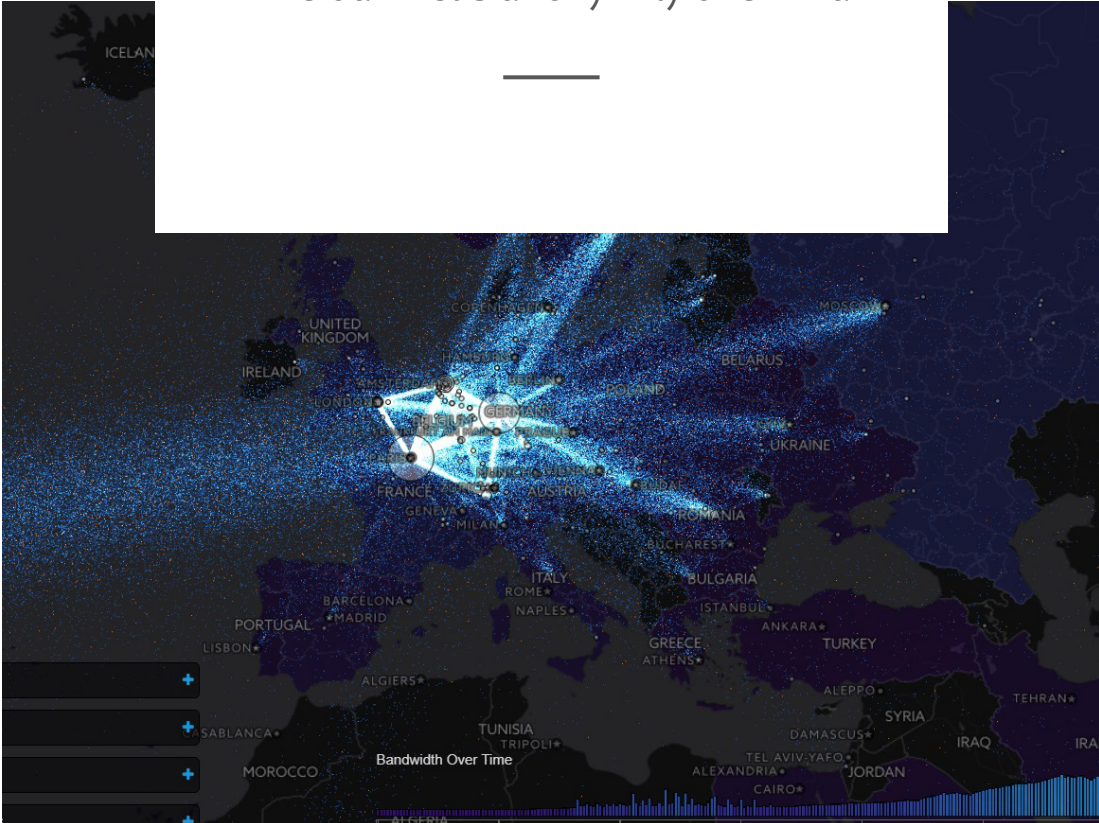 ICELAN
UNITED
KINGDOM
IRELAND
COPENHAGEN
MOSCOW
HAMBURG
BELARUS
AMSTERDAM
BERLIN
POLAND
LONDON
GERMANY
BELGIUM
PRAGUE
UKRAINE
PARIS
MUNICH
VIENNA
FRANCE
AUSTRIA
GENEVA
ROMANIA
MILAN
BUCHAREST
ITALY
BULGARIA
ROME
BARCELONA
NAPLES
ISTANBUL
MADRID
PORTUGAL
ANKARA
LISBON
GREECE
TURKEY
ATHENS
ALGIERS
ALEPPO
TEHRAN
SYRIA
TUNISIA
CASABLANCA
DAMASCUS
TRIPOLI
IRAQ
IRA
Bandwidth Over Time
TEL AVIV-YAFO
MOROCCO
ALEXANDRIA
JORDAN
CAIRO
ALGERIA